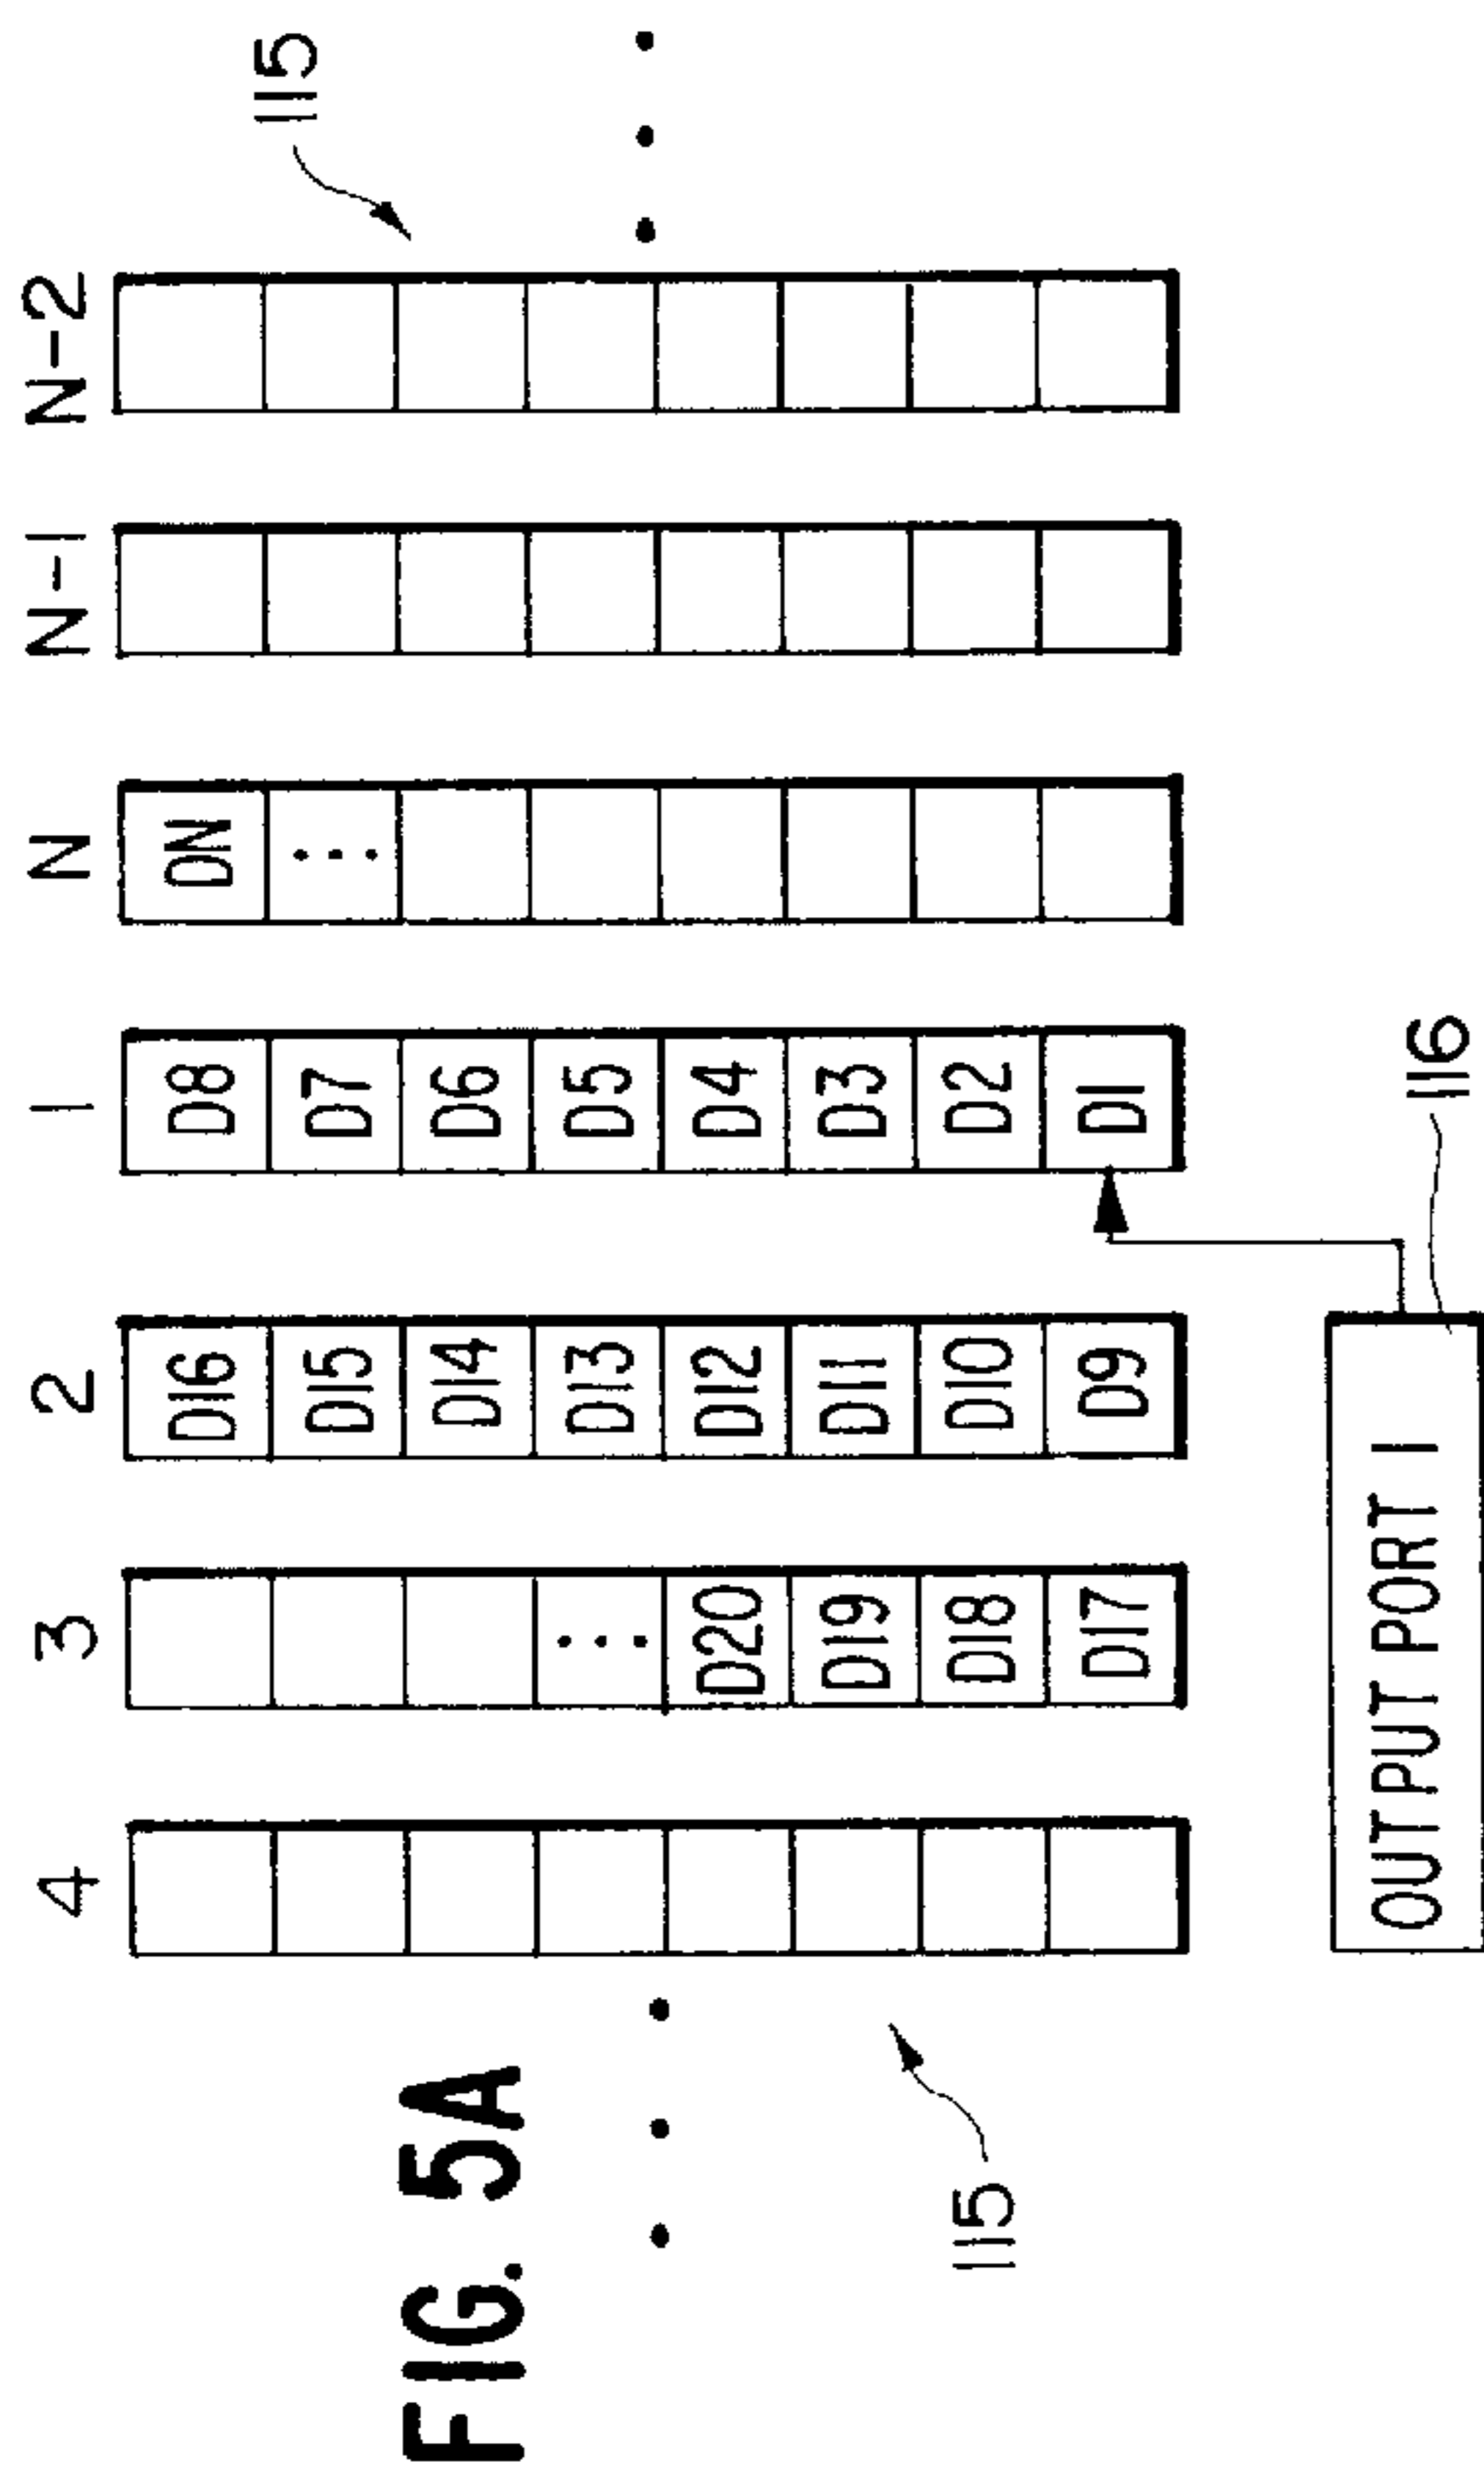 4 3 2 1 N N-1 N-2
D16 D8 DN
D15 D7 ...
115
D14 D6
FIG. 5A
... D13 D5
D20 D12 D4
D19 D11 D3
D18 D10 D2
115
D17 D9 D1
OUTPUT PORT 1
116